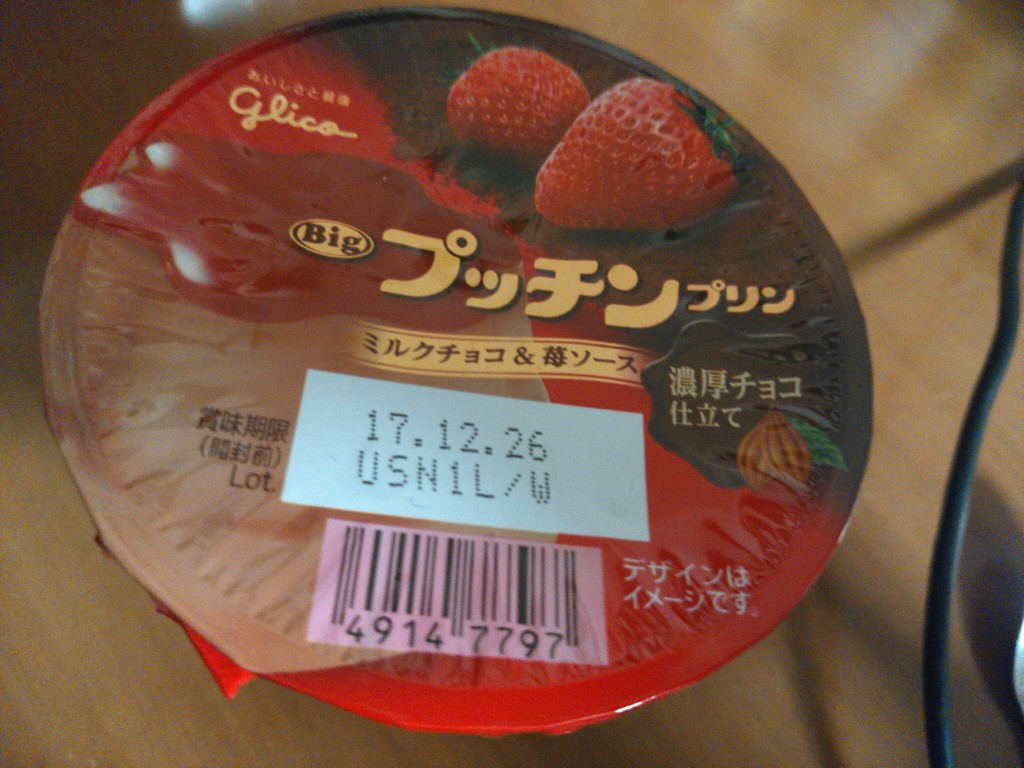 おいしさと健康
Glico
Big プッチンプリン
ミルクチョコ&苺ソース
濃厚チョコ
仕立て
賞味期限
(開封前)
Lot.
17.12.26
USN1L/W
デザインは
イメージです。
4914 7797